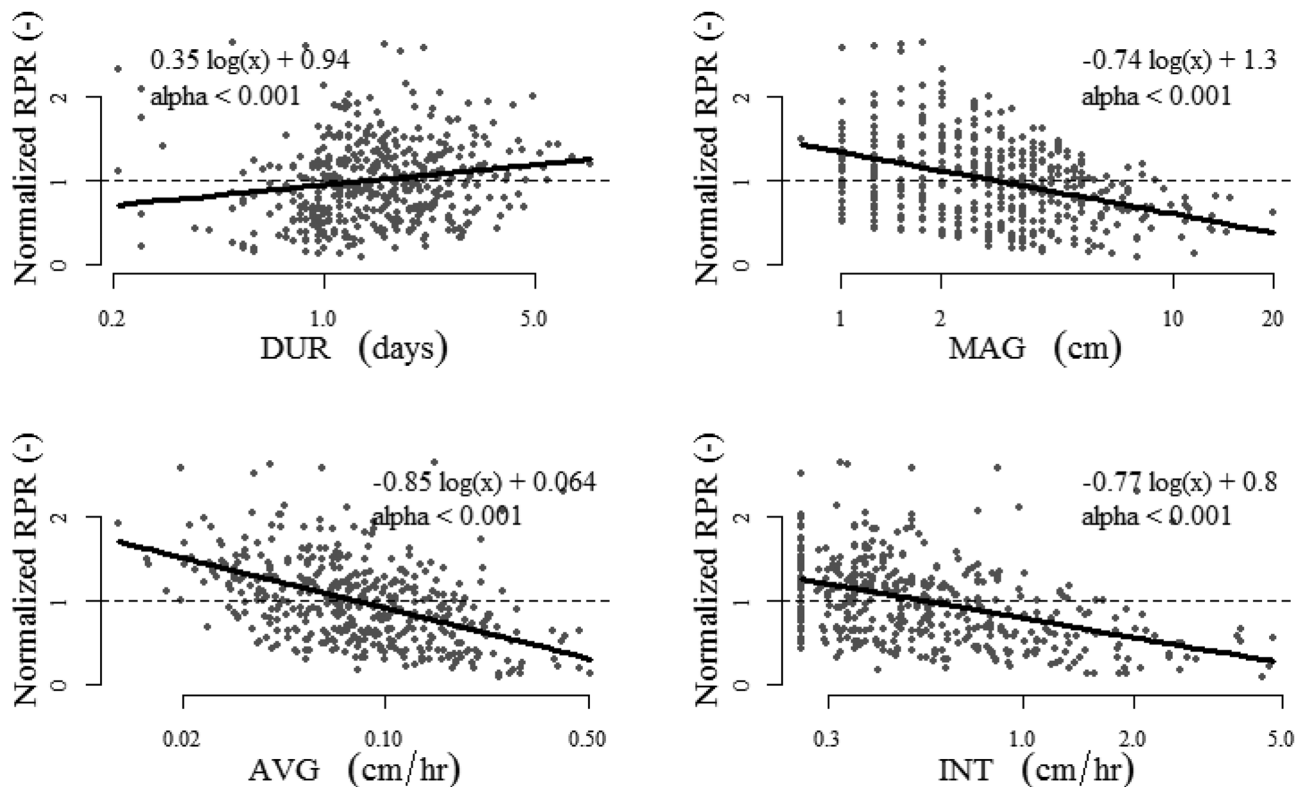 Normalized RPR (-)
0.35 log(x) + 0.94
alpha < 0.001
2
1
0
0.2 1.0 5.0
DUR (days)
Normalized RPR (-)
-0.74 log(x) + 1.3
alpha < 0.001
2
1
0
1 2 10 20
MAG (cm)
Normalized RPR (-)
-0.85 log(x) + 0.064
alpha < 0.001
2
1
0
0.02 0.10 0.50
AVG (cm/hr)
Normalized RPR (-)
-0.77 log(x) + 0.8
alpha < 0.001
2
1
0
0.3 1.0 2.0 5.0
INT (cm/hr)